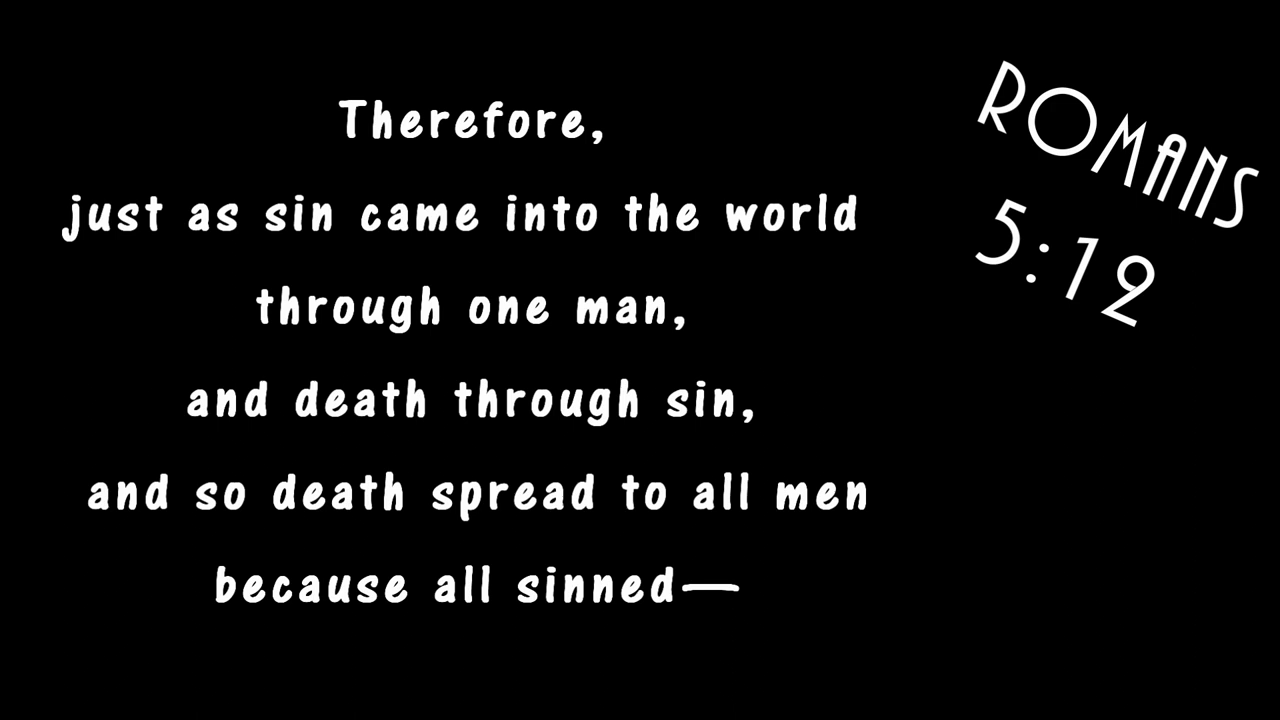 Therefore,
just as sin came into the world
through one man,
and death through sin,
and so death spread to all men
because all sinned—
ROMANS
5:12